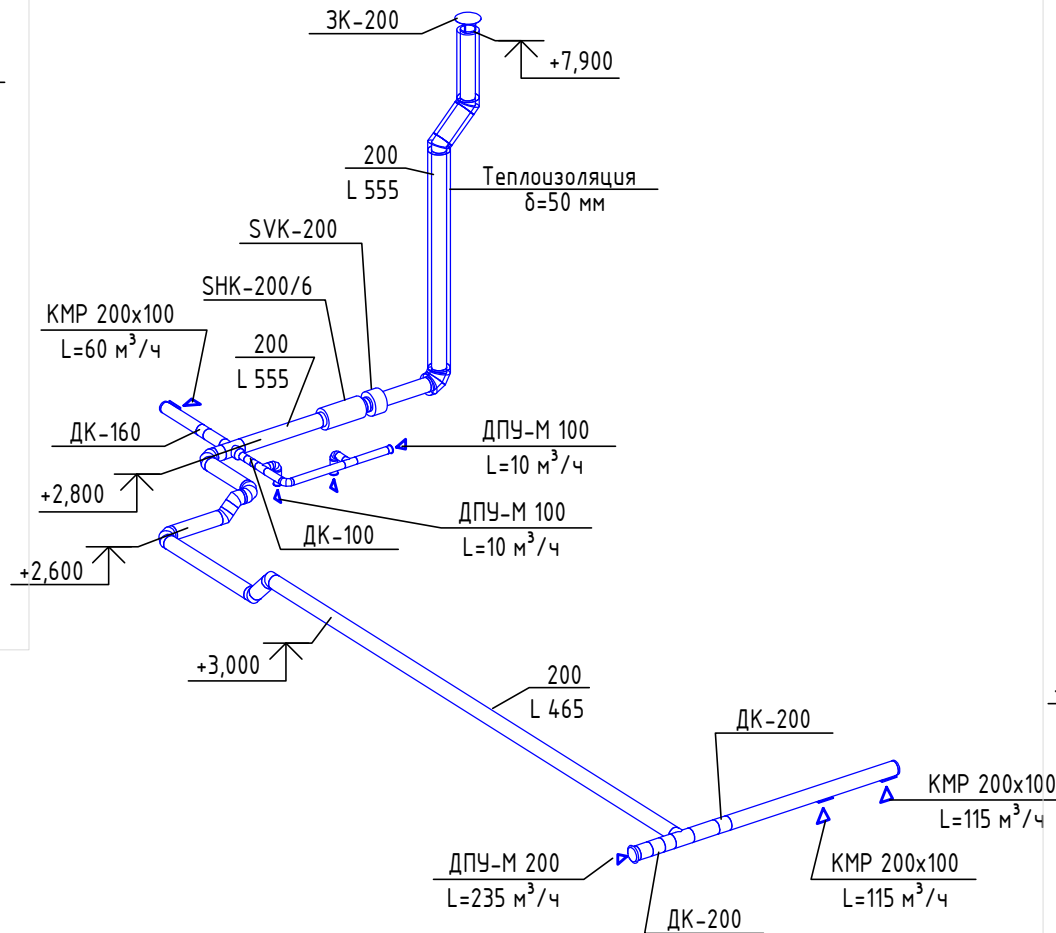 ЗК-200
+7,900
200
L 555
Теплоизоляция
δ=50 мм
SVK-200
SHK-200/6
КМР 200х100
L=60 м³/ч
200
L 555
ДК-160
ДПУ-М 100
L=10 м³/ч
+2,800
ДПУ-М 100
L=10 м³/ч
ДК-100
+2,600
+3,000
200
L 465
ДК-200
КМР 200х100
L=115 м³/ч
ДПУ-М 200
L=235 м³/ч
КМР 200х100
L=115 м³/ч
ДК-200